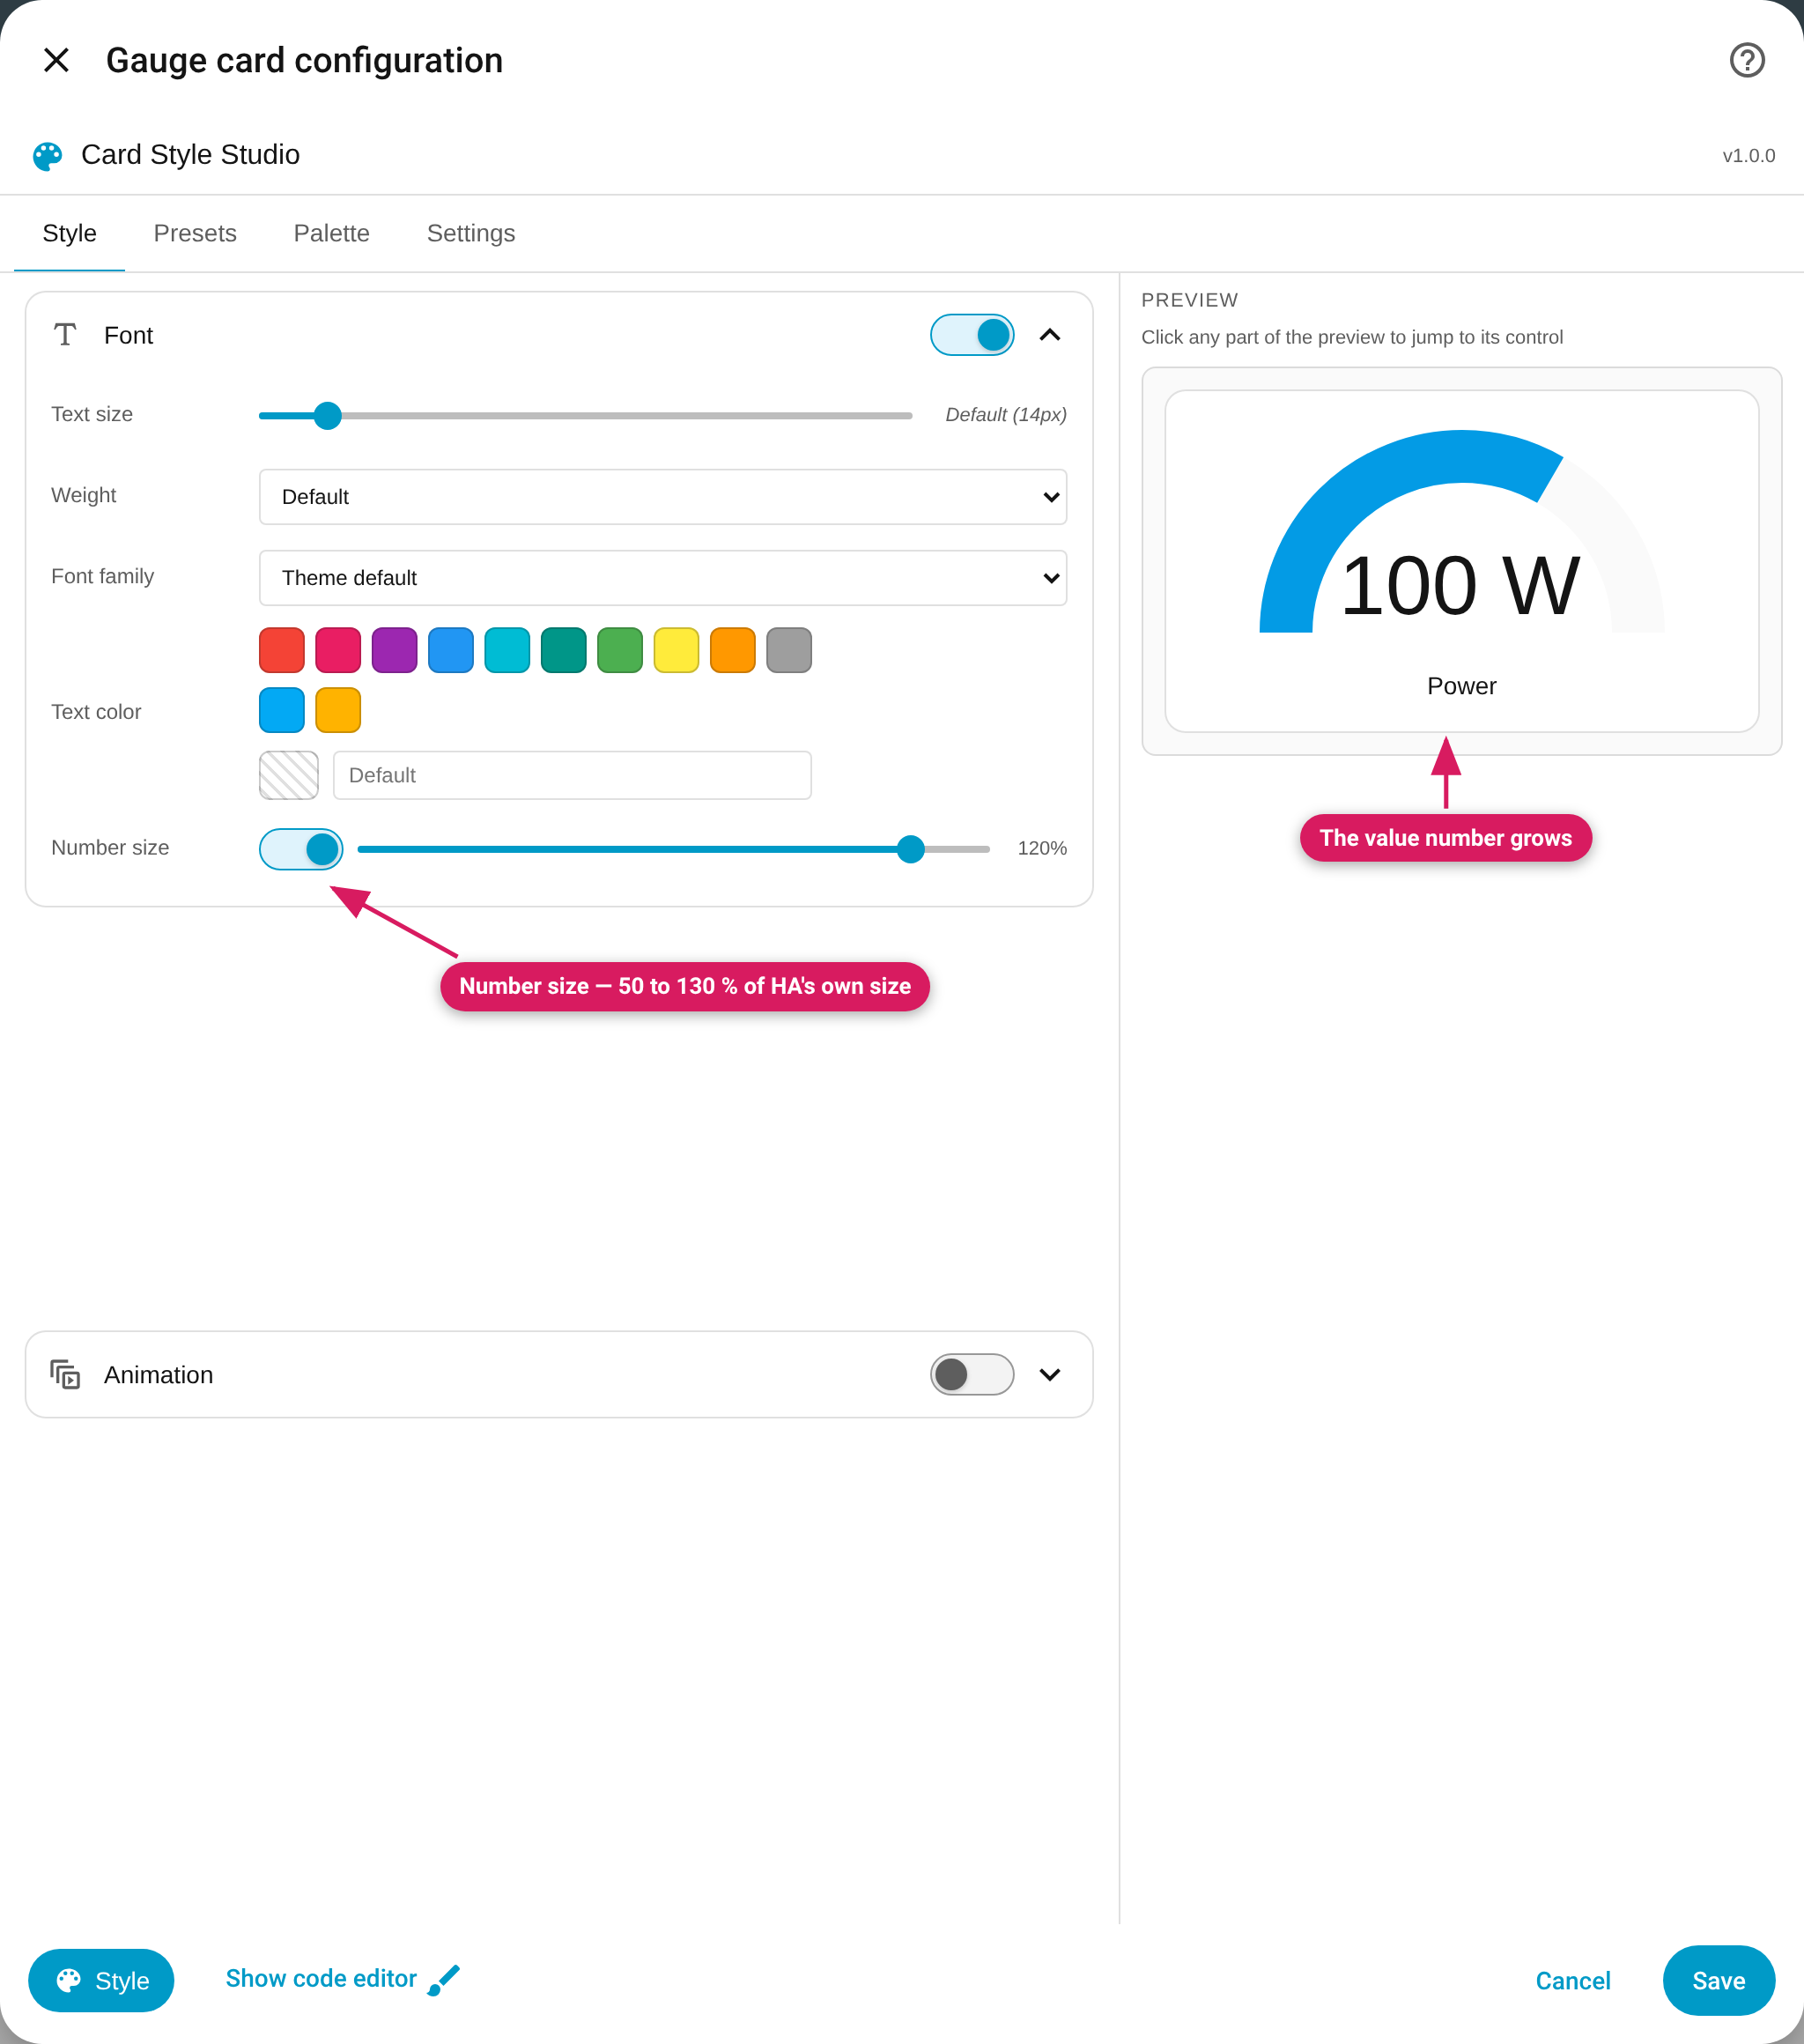 Gauge card configuration
Card Style Studio
v1.0.0
Style
Presets
Palette
Settings
Font
Text size
Default (14px)
Weight
Default
Font family
Theme default
Text color
Default
Number size
120%
Number size — 50 to 130 % of HA's own size
Animation
PREVIEW
Click any part of the preview to jump to its control
100 W
Power
The value number grows
Style
Show code editor
Cancel
Save